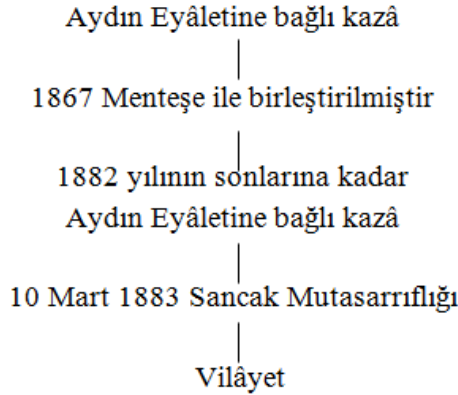 Aydın Eyâletine bağlı kazâ
1867 Menteşe ile birleştirilmiştir
1882 yılının sonlarına kadar
Aydın Eyâletine bağlı kazâ
10 Mart 1883 Sancak Mutasarrıflığı
Vilâyet